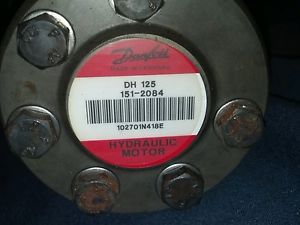 Danfoss
DH 125
151-2084
102701N418E
HYDRAULIC
MOTOR